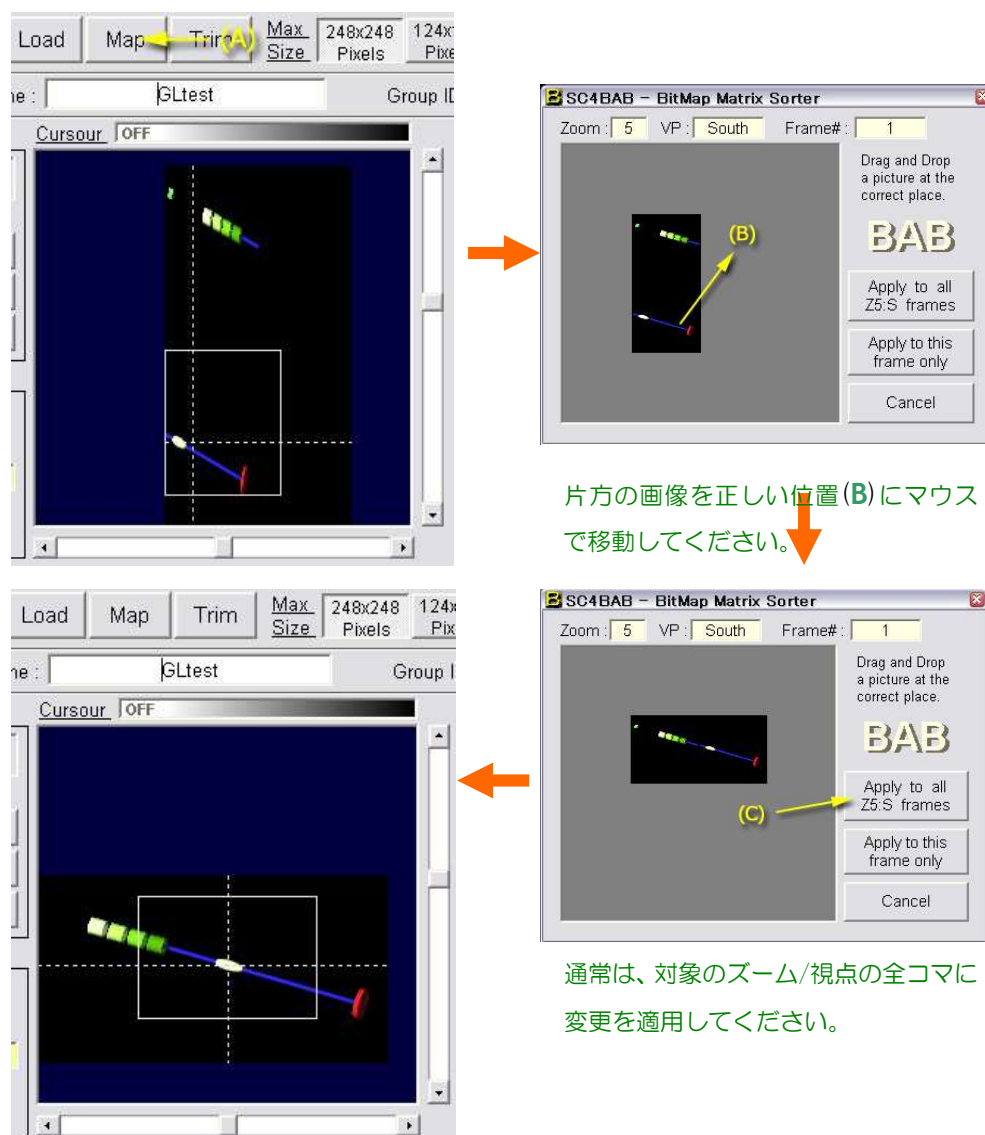 Load Map Trim (A) Max Size 248x248 Pixels 124x Pixe
ne : GLtest Group ID
Cursour OFF
SC4BAB - BitMap Matrix Sorter
Zoom : 5 VP : South Frame# : 1
Drag and Drop
a picture at the
correct place.
(B)
BAB
Apply to all
Z5:S frames
Apply to this
frame only
Cancel
片方の画像を正しい位置(B)にマウス
で移動してください。
Load Map Trim Max Size 248x248 Pixels 124x Pix
ne : GLtest Group I
Cursour OFF
SC4BAB - BitMap Matrix Sorter
Zoom : 5 VP : South Frame# : 1
Drag and Drop
a picture at the
correct place.
BAB
Apply to all
Z5:S frames
(C)
Apply to this
frame only
Cancel
通常は、対象のズーム/視点の全コマに
変更を適用してください。